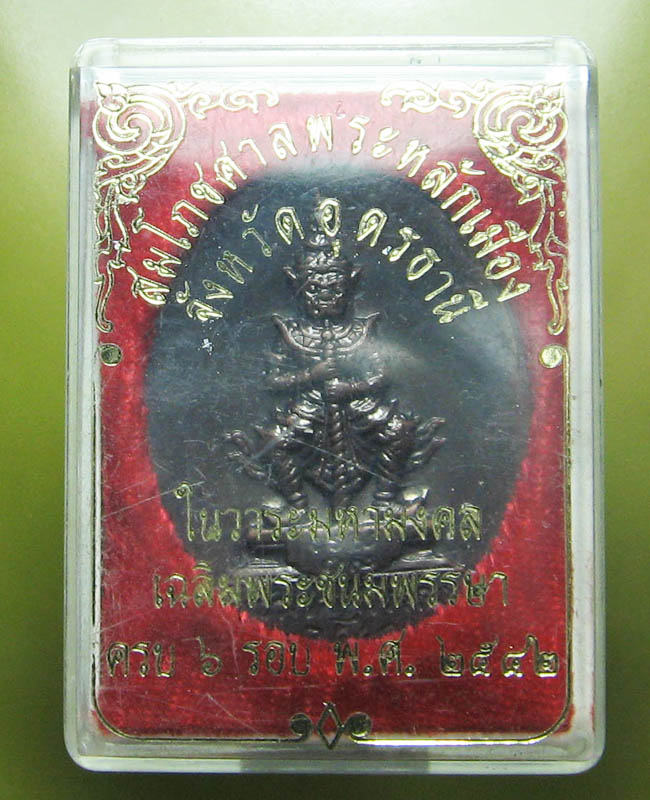 สมโภชศาลพระหลักเมือง
จังหวัดอุดรธานี
ในวาระมหามงคล
เฉลิมพระชนมพรรษา
ครบ ๖ รอบ พ.ศ. ๒๕๔๒